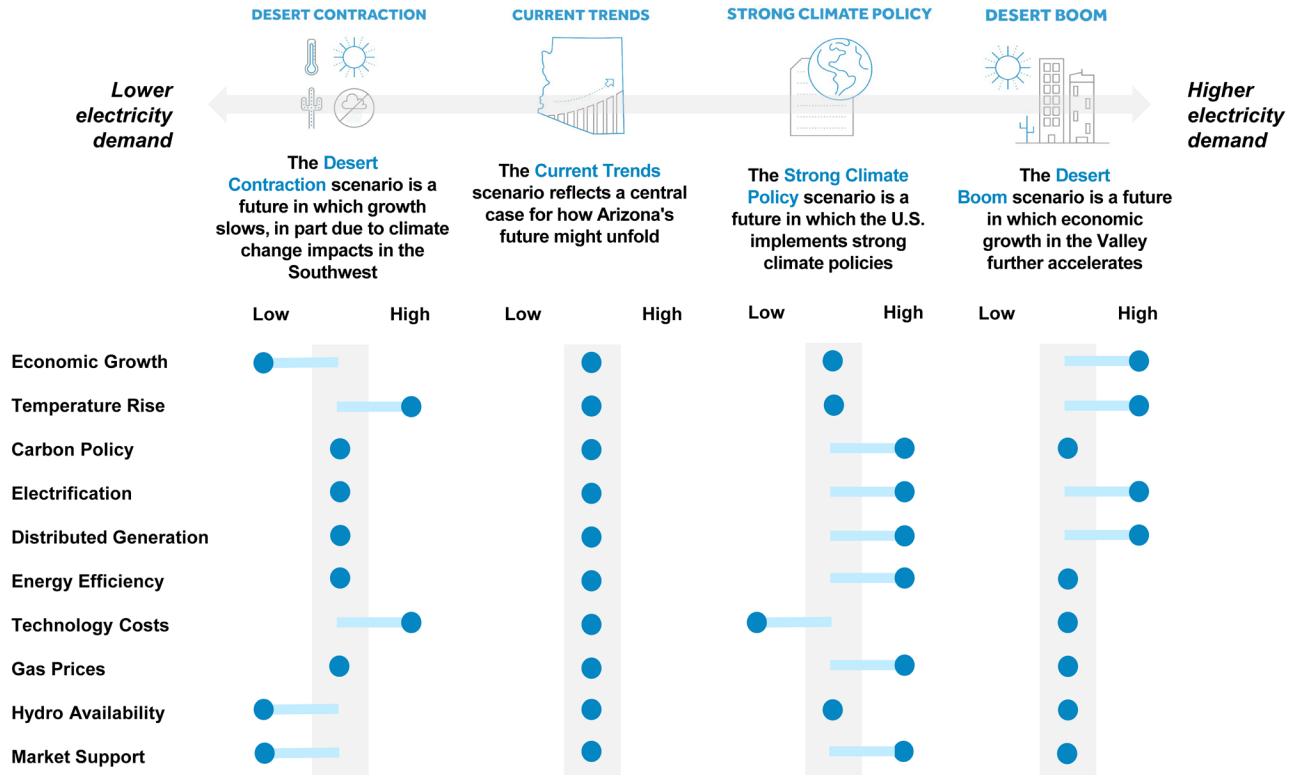 DESERT CONTRACTION
CURRENT TRENDS
STRONG CLIMATE POLICY
DESERT BOOM
Lower
electricity
demand
Higher
electricity
demand
The Desert
Contraction scenario is a
future in which growth
slows, in part due to climate
change impacts in the
Southwest
The Current Trends
scenario reflects a central
case for how Arizona's
future might unfold
The Strong Climate
Policy scenario is a
future in which the U.S.
implements strong
climate policies
The Desert
Boom scenario is a future
in which economic
growth in the Valley
further accelerates
Low High Low High Low High Low High
Economic Growth
Temperature Rise
Carbon Policy
Electrification
Distributed Generation
Energy Efficiency
Technology Costs
Gas Prices
Hydro Availability
Market Support